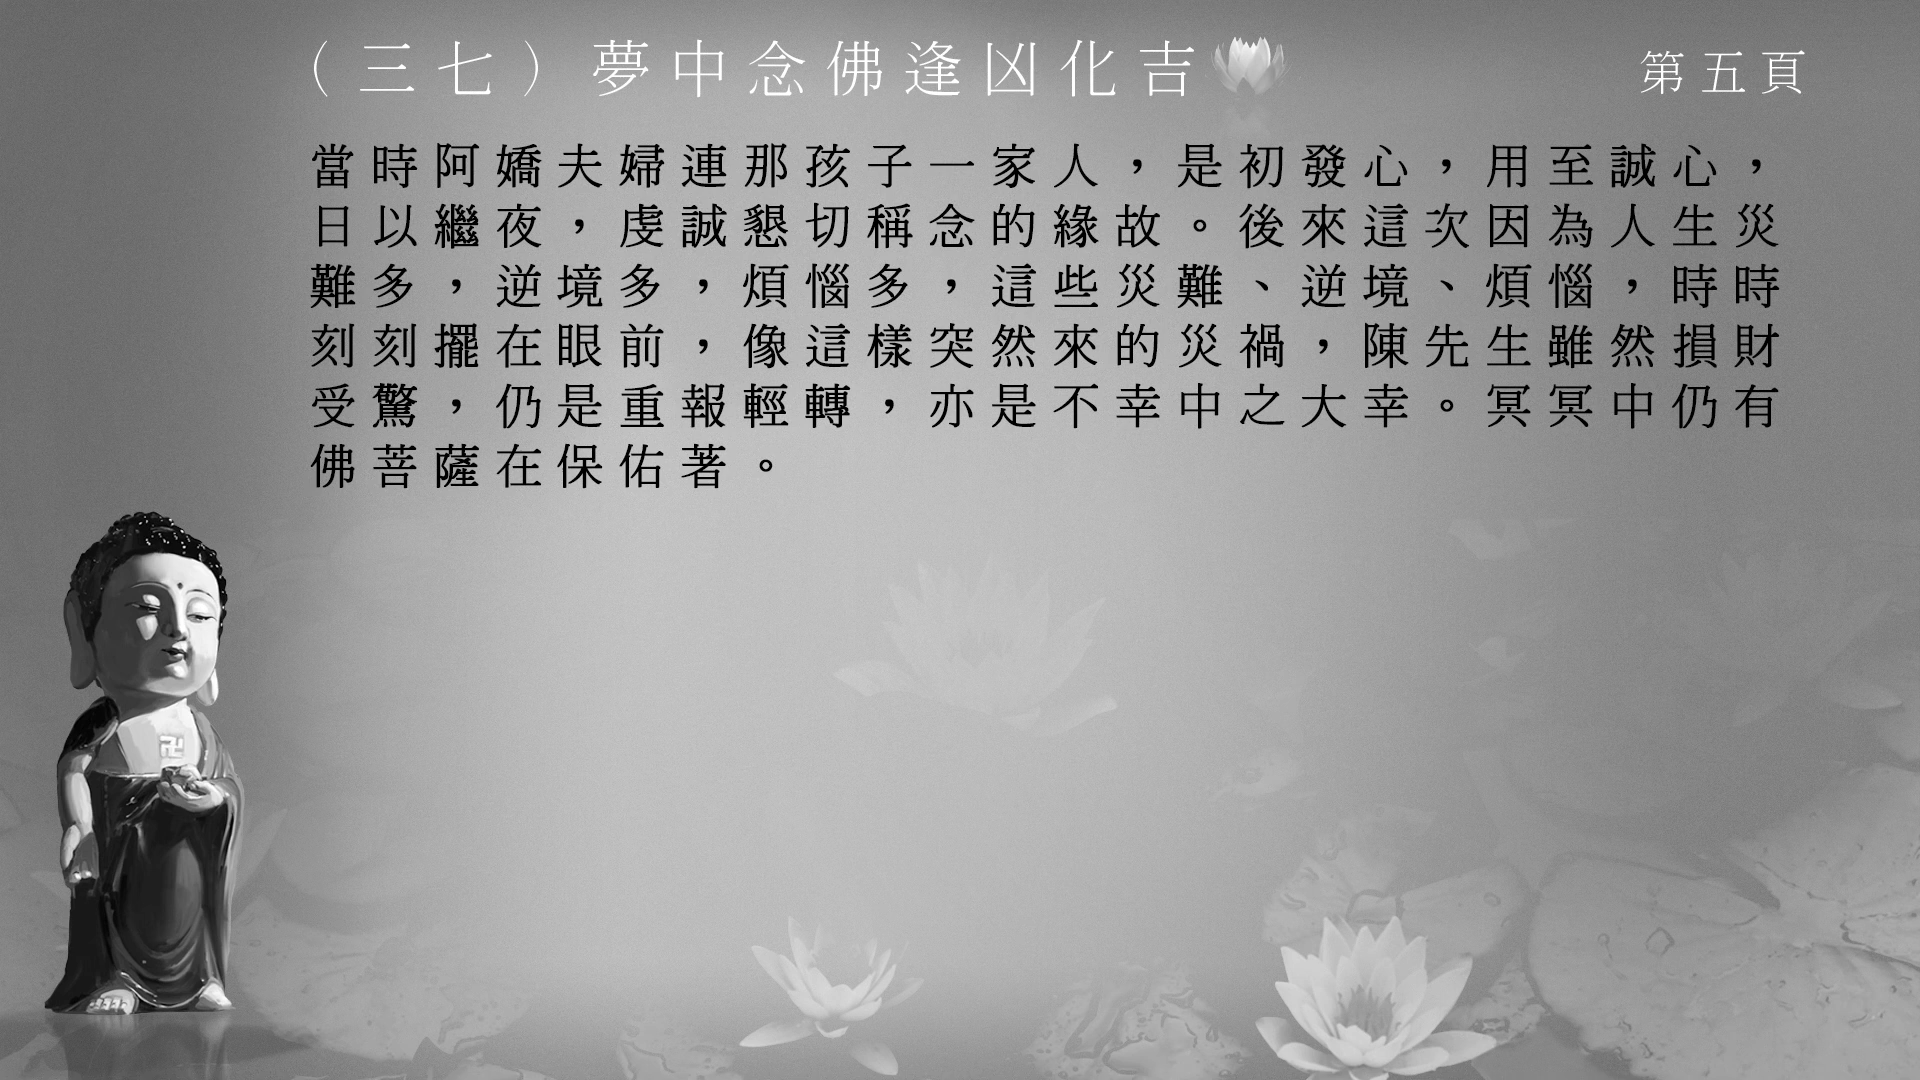 （三七）夢中念佛逢凶化吉
第五頁
當時阿嬌夫婦連那孩子一家人，是初發心，用至誠心，
日以繼夜，虔誠懇切稱念的緣故。後來這次因為人生災
難多，逆境多，煩惱多，這些災難、逆境、煩惱，時時
刻刻擺在眼前，像這樣突然來的災禍，陳先生雖然損財
受驚，仍是重報輕轉，亦是不幸中之大幸。冥冥中仍有
佛菩薩在保佑著。
卍